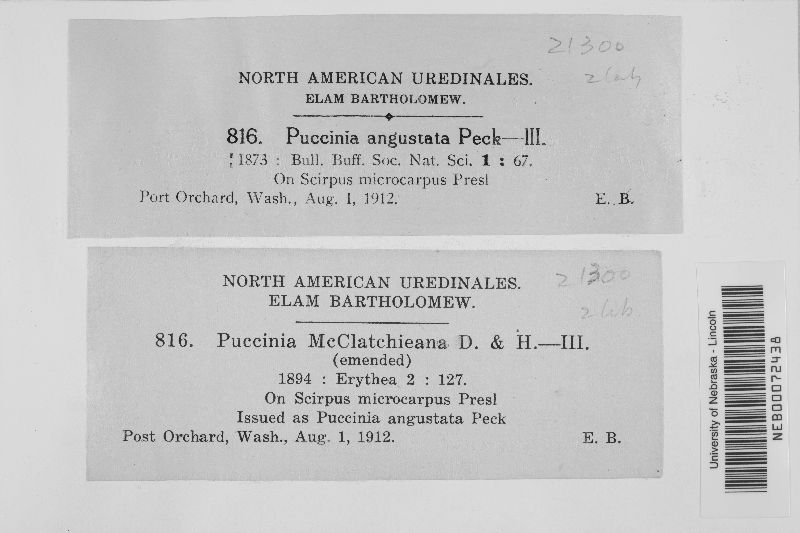 21300
2 lab
NORTH AMERICAN UREDINALES.
ELAM BARTHOLOMEW.
816. Puccinia angustata Peck—III.
1873 : Bull. Buff. Soc. Nat. Sci. 1 : 67.
On Scirpus microcarpus Presl
Port Orchard, Wash., Aug. 1, 1912. E. B.
21300
2 lab.
NORTH AMERICAN UREDINALES.
ELAM BARTHOLOMEW.
816. Puccinia McClatchieana D. & H.—III.
(emended)
1894 : Erythea 2 : 127.
On Scirpus microcarpus Presl
Issued as Puccinia angustata Peck
Post Orchard, Wash., Aug. 1, 1912. E. B.
University of Nebraska - Lincoln
NEB00072438